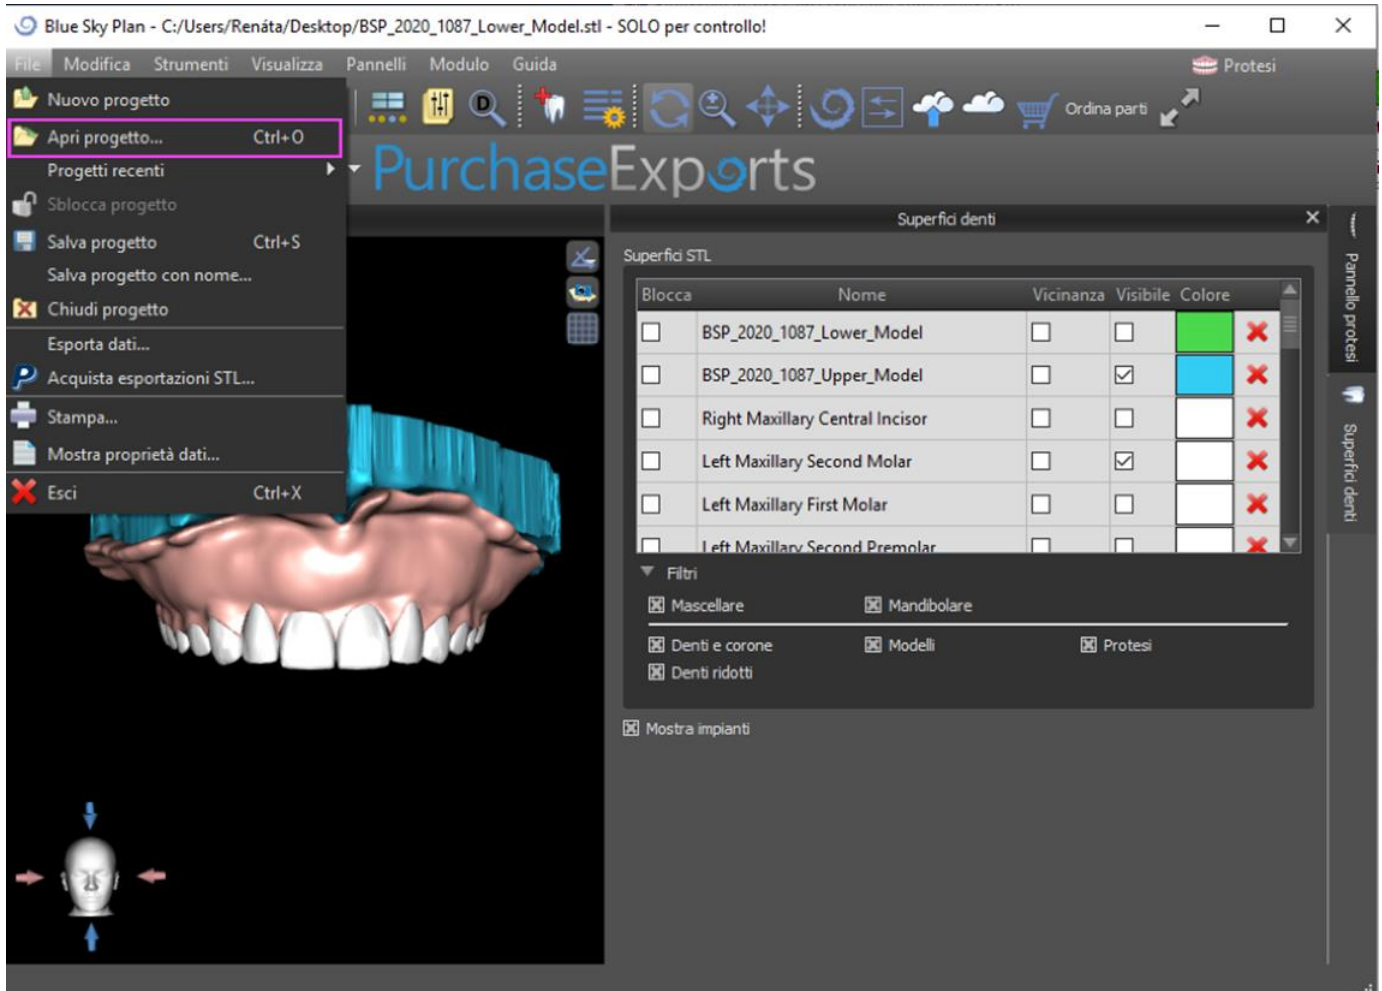 Blue Sky Plan - C:/Users/Renáta/Desktop/BSP_2020_1087_Lower_Model.stl - SOLO per controllo!
File Modifica Strumenti Visualizza Pannelli Modulo Guida Protesi
Nuovo progetto
Apri progetto... Ctrl+O
Progetti recenti
Sblocca progetto
Salva progetto Ctrl+S
Salva progetto con nome...
Chiudi progetto
Esporta dati...
Acquista esportazioni STL...
Stampa...
Mostra proprietà dati...
Esci Ctrl+X
D
Ordina parti
PurchaseExports
Superfici denti
Superfici STL
Blocca Nome Vicinanza Visibile Colore
BSP_2020_1087_Lower_Model
BSP_2020_1087_Upper_Model
Right Maxillary Central Incisor
Left Maxillary Second Molar
Left Maxillary First Molar
Left Maxillary Second Premolar
Filtri
Mascellare Mandibolare
Denti e corone Modelli Protesi
Denti ridotti
Mostra impianti
Pannello protesi
Superfici denti